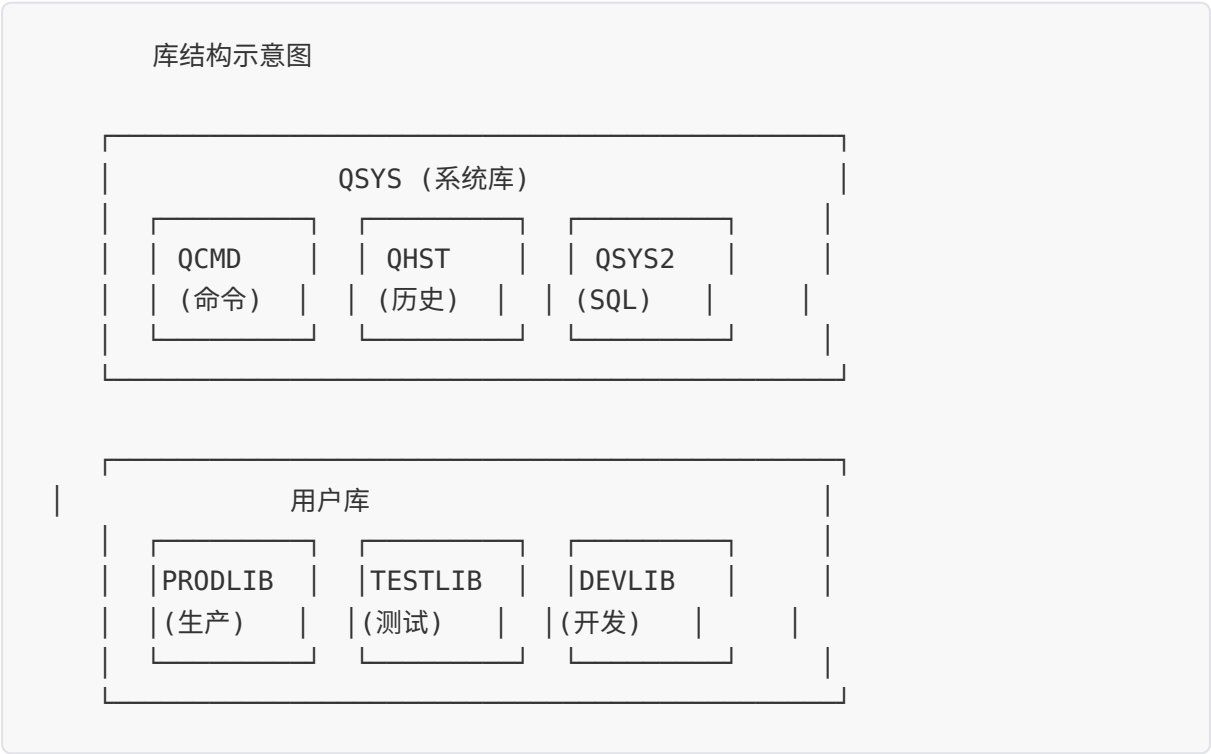 库结构示意图
QSYS (系统库)
QCMD QHST QSYS2
(命令) (历史) (SQL)
用户库
PRODLIB TESTLIB DEVLIB
(生产) (测试) (开发)